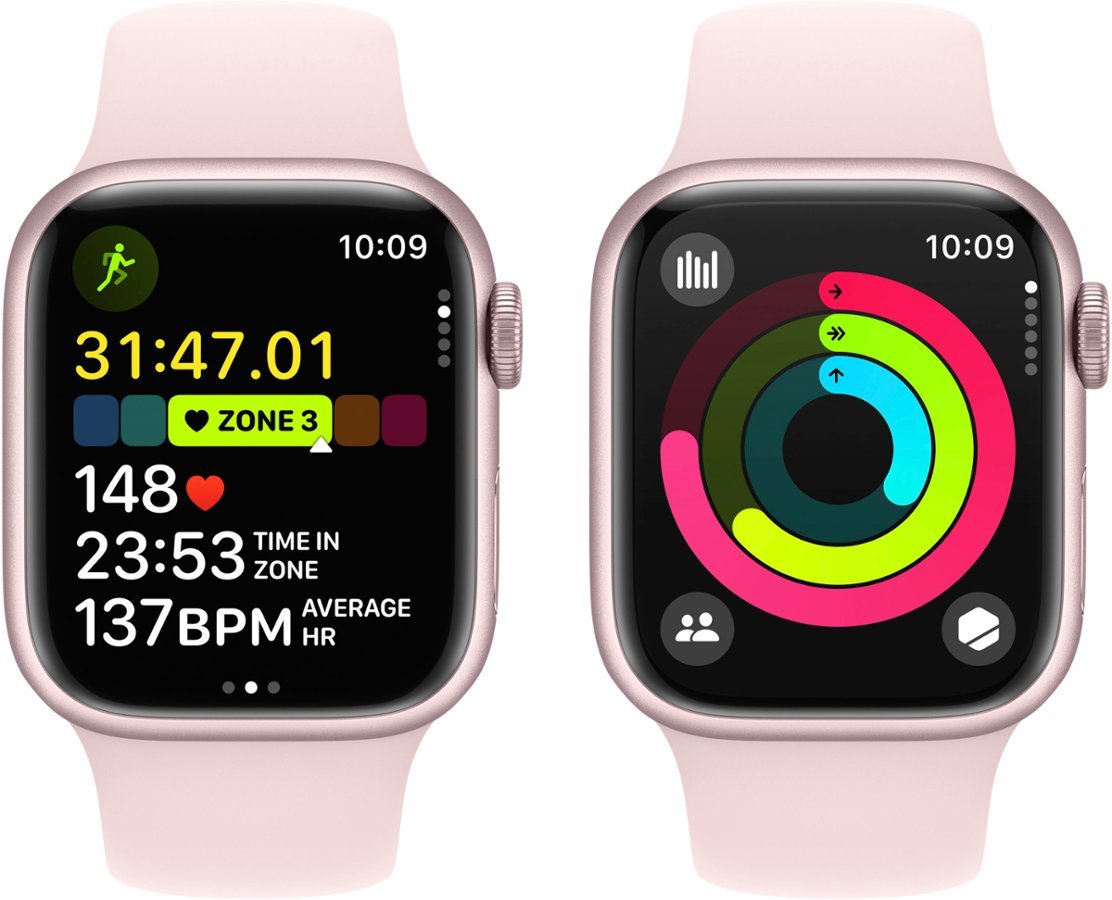 10:09
31:47.01
ZONE 3
148
23:53 TIME IN
ZONE
137BPM AVERAGE
HR
10:09